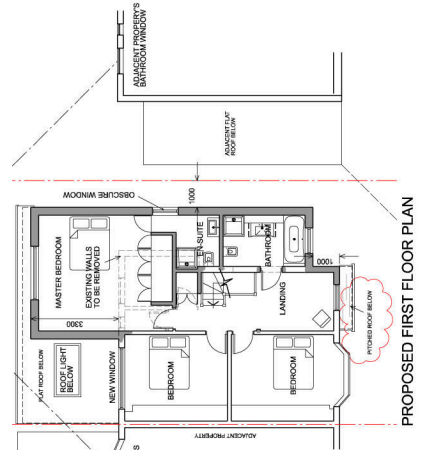 ADJACENT PROPERY'S
BATHROOM WINDOW
ADJACENT FLAT
ROOF BELOW
OBSCURE WINDOW
1000
MASTER BEDROOM
EXISTING WALLS
TO BE REMOVED
EN-SUITE
BATHROOM
3300
LANDING
1000
PITCHED ROOF BELOW
FLAT ROOF BELOW
ROOF LIGHT
BELOW
NEW WINDOW
BEDROOM
BEDROOM
ADJACENT PROPERTY
S
PROPOSED FIRST FLOOR PLAN